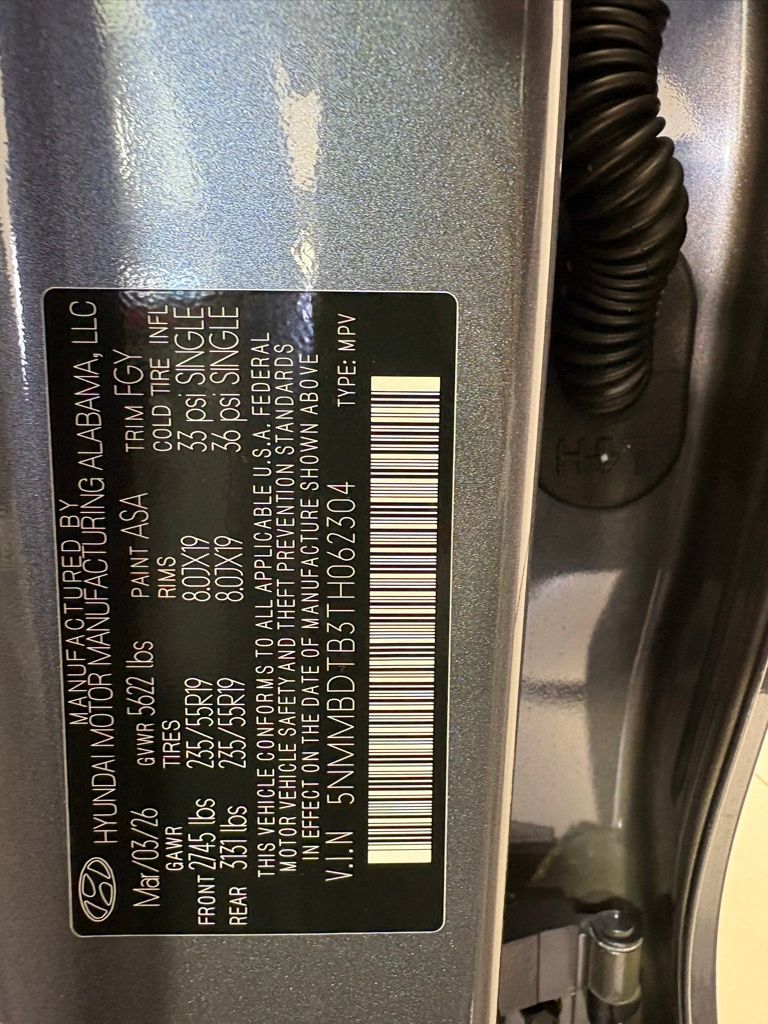 MANUFACTURED BY
HYUNDAI MOTOR MANUFACTURING ALABAMA, LLC
Mar/03/26 GVWR 5622 lbs PAINT ASA TRIM FGY
GAWR TIRES RIMS COLD TIRE INFL
FRONT 2745 lbs 235/55R19 8.0JX19 33 psi SINGLE
REAR 3131 lbs 235/55R19 8.0JX19 36 psi SINGLE
THIS VEHICLE CONFORMS TO ALL APPLICABLE U.S.A. FEDERAL
MOTOR VEHICLE SAFETY AND THEFT PREVENTION STANDARDS
IN EFFECT ON THE DATE OF MANUFACTURE SHOWN ABOVE
V.I.N 5NMMBDTB3TH062304 TYPE: MPV